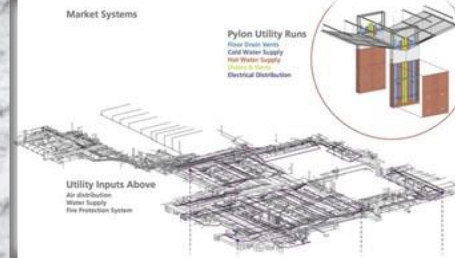 Market Systems
Pylon Utility Runs
Floor Drain Vents
Cold Water Supply
Hot Water Supply
Drains & Vents
Electrical Distribution
Utility Inputs Above
Air distribution
Water Supply
Fire Protection System